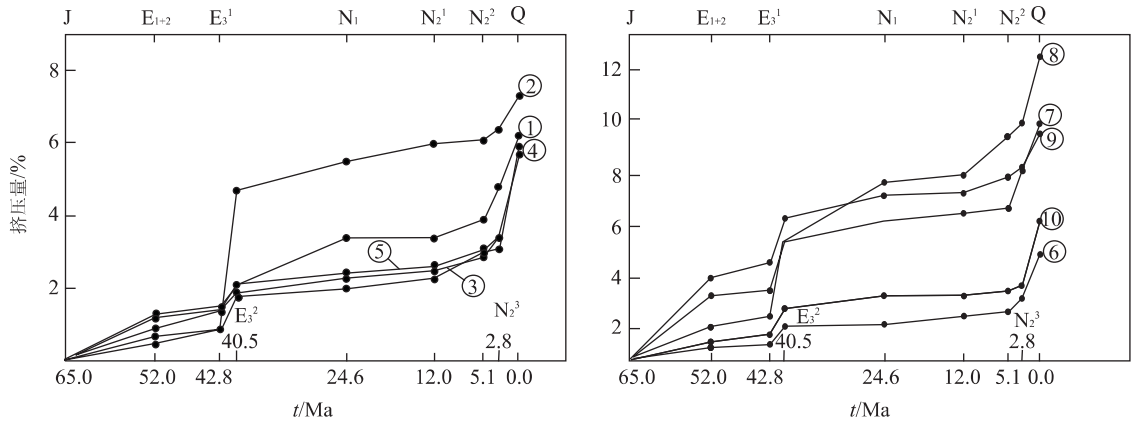 J E₁₊₂ E₃¹ N₁ N₂¹ N₂² Q
8
6
4
2
挤压量/%
②
①
④
⑤
③
E₃²
40.5
N₂³
2.8
65.0 52.0 42.8 24.6 12.0 5.1 0.0
t/Ma
J E₁₊₂ E₃¹ N₁ N₂¹ N₂² Q
12
10
8
6
4
2
⑧
⑦
⑨
⑩
⑥
E₃²
40.5
N₂³
2.8
65.0 52.0 42.8 24.6 12.0 5.1 0.0
t/Ma